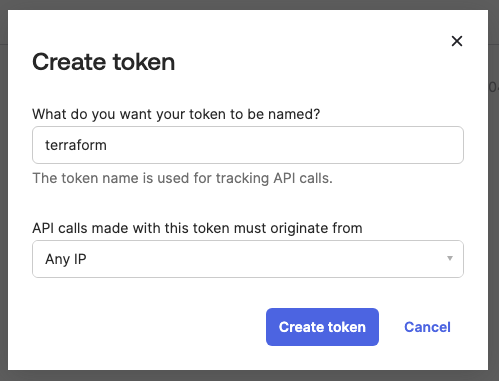 Create token
What do you want your token to be named?
terraform
The token name is used for tracking API calls.
API calls made with this token must originate from
Any IP
Create token
Cancel